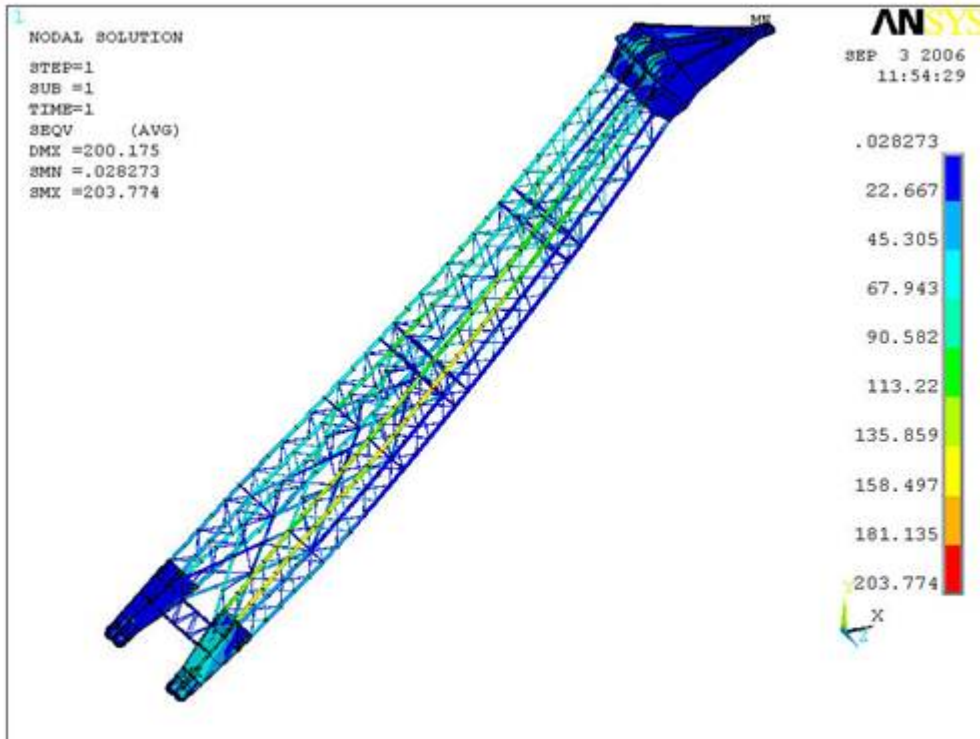 1
NODAL SOLUTION
STEP=1
SUB =1
TIME=1
SEQV (AVG)
DMX =200.175
SMN =.028273
SMX =203.774
MN
ANSYS
SEP 3 2006
11:54:29
.028273
22.667
45.305
67.943
90.582
113.22
135.859
158.497
181.135
203.774
X